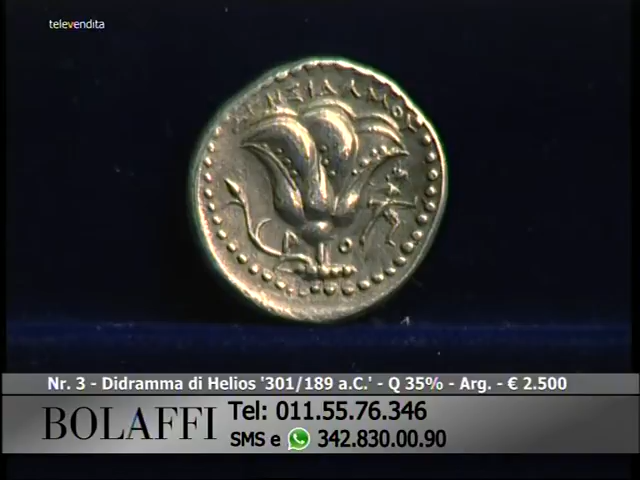 televendita
Nr. 3 - Didramma di Helios '301/189 a.C.' - Q 35% - Arg. - € 2.500
BOLAFFI
Tel: 011.55.76.346
SMS e 342.830.00.90